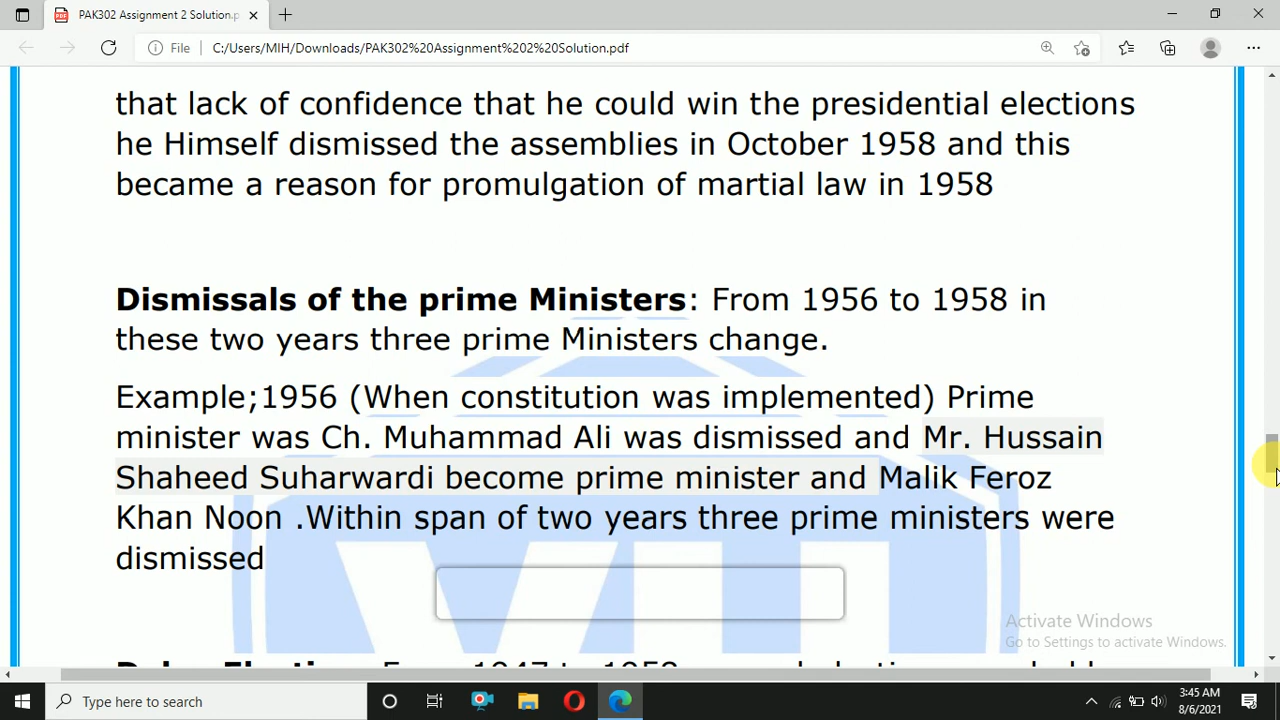 PAK302 Assignment 2 Solution.p
File C:/Users/MIH/Downloads/PAK302%20Assignment%202%20Solution.pdf
that lack of confidence that he could win the presidential elections
he Himself dismissed the assemblies in October 1958 and this
became a reason for promulgation of martial law in 1958
Dismissals of the prime Ministers: From 1956 to 1958 in
these two years three prime Ministers change.
Example;1956 (When constitution was implemented) Prime
minister was Ch. Muhammad Ali was dismissed and Mr. Hussain
Shaheed Suharwardi become prime minister and Malik Feroz
Khan Noon .Within span of two years three prime ministers were
dismissed
Activate Windows
Go to Settings to activate Windows.
Type here to search
3:45 AM
8/6/2021